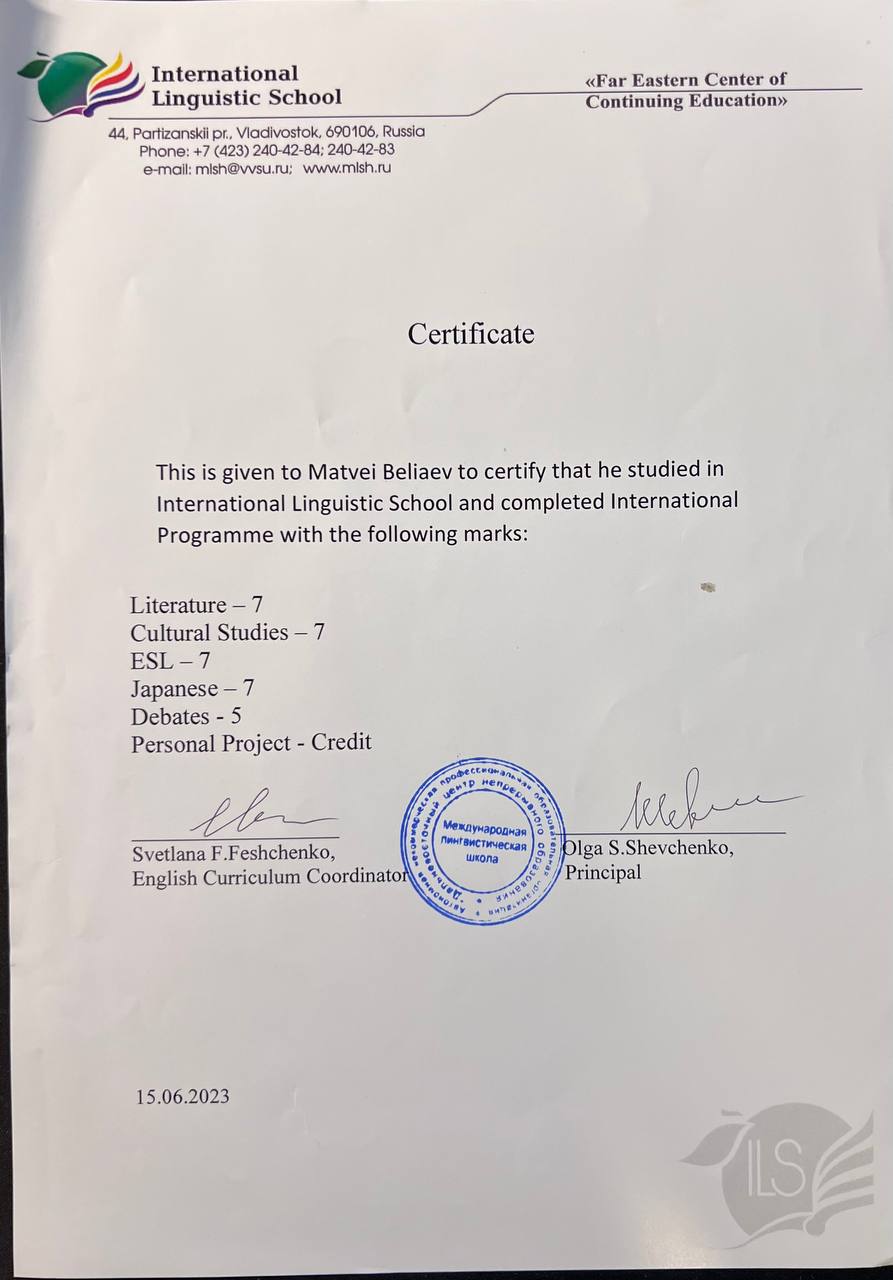 International
Linguistic School
«Far Eastern Center of
Continuing Education»
44, Partizanskii pr., Vladivostok, 690106, Russia
Phone: +7 (423) 240-42-84; 240-42-83
e-mail: mlsh@vvsu.ru; www.mlsh.ru
Certificate
This is given to Matvei Beliaev to certify that he studied in
International Linguistic School and completed International
Programme with the following marks:
Literature – 7
Cultural Studies – 7
ESL – 7
Japanese – 7
Debates - 5
Personal Project - Credit
Svetlana F.Feshchenko,
English Curriculum Coordinator
Автономная некоммерческая профессиональная образовательная организация
Дальневосточный центр непрерывного образования
Международная
лингвистическая
школа
Olga S.Shevchenko,
Principal
15.06.2023
ILS